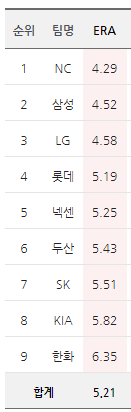 순위 팀명 ERA
1 NC 4.29
2 삼성 4.52
3 LG 4.58
4 롯데 5.19
5 넥센 5.25
6 두산 5.43
7 SK 5.51
8 KIA 5.82
9 한화 6.35
합계 5.21